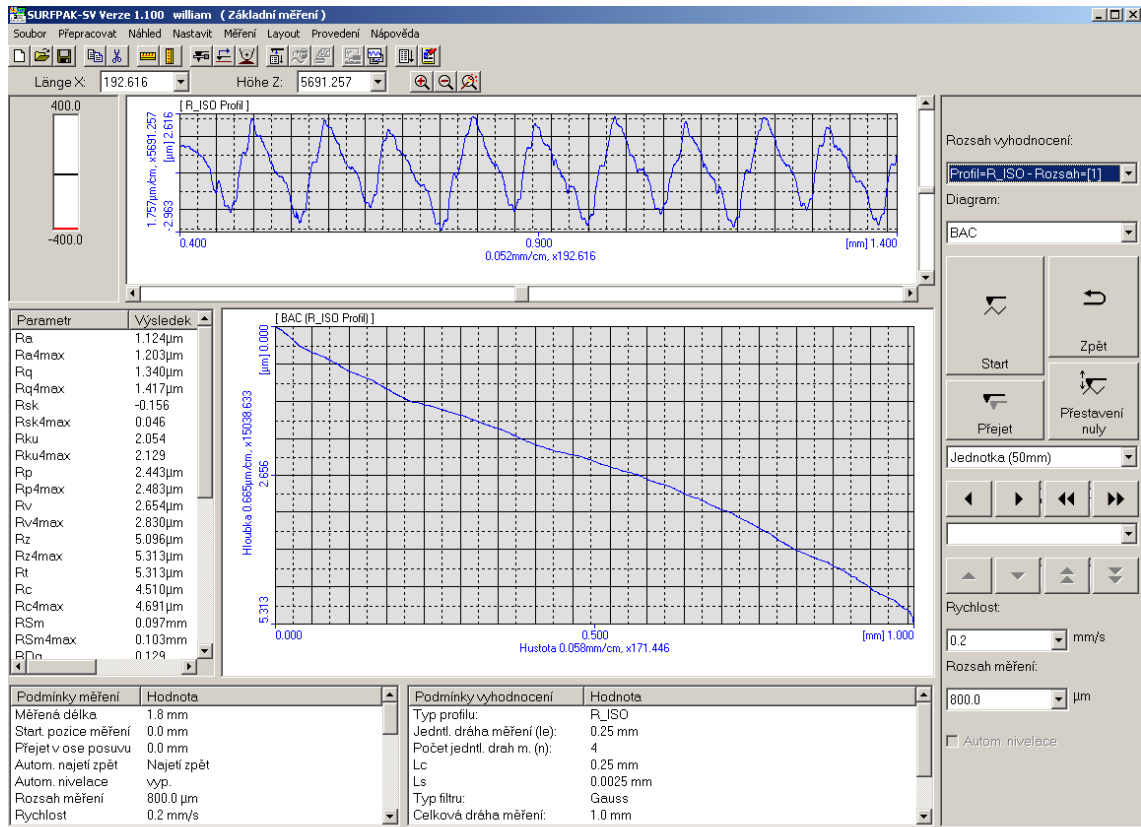 SURFPAK-SV Verze 1.100 william ( Základní měření )
Soubor Přepracovat Náhled Nastavit Měření Layout Provedení Nápověda
Länge X: 192.616 Höhe Z: 5691.257
400.0
-400.0
[ R_ISO Profil ]
1.757µm/cm, x5691.257
-2.963 [µm] 2.616
0.400 0.900 [mm] 1.400
0.052mm/cm, x192.616
Parametr Výsledek
Ra 1.124µm
Ra4max 1.203µm
Rq 1.340µm
Rq4max 1.417µm
Rsk -0.156
Rsk4max 0.046
Rku 2.054
Rku4max 2.129
Rp 2.443µm
Rp4max 2.483µm
Rv 2.654µm
Rv4max 2.830µm
Rz 5.096µm
Rz4max 5.313µm
Rt 5.313µm
Rc 4.510µm
Rc4max 4.691µm
RSm 0.097mm
RSm4max 0.103mm
RDq 0.129
[ BAC (R_ISO Profil) ]
Hloubka 0.665µm/cm, x15038.633
5.313 2.656 [µm] 0.000
0.000 0.500 [mm] 1.000
Hustota 0.058mm/cm, x171.446
Rozsah vyhodnocení:
Profil=R_ISO - Rozsah=[1]
Diagram:
BAC
Start
Zpět
Přejet
Přestavení
nuly
Jednotka (50mm)
Rychlost:
0.2 mm/s
Rozsah měření:
800.0 µm
Autom. nivelace
Podmínky měření Hodnota
Měřená délka 1.8 mm
Start. pozice měření 0.0 mm
Přejet v ose posuvu 0.0 mm
Autom. najetí zpět Najetí zpět
Autom. nivelace vyp.
Rozsah měření 800.0 µm
Rychlost 0.2 mm/s
Podmínky vyhodnocení Hodnota
Typ profilu: R_ISO
Jedntl. dráha měření (le): 0.25 mm
Počet jedntl. drah m. (n): 4
Lc 0.25 mm
Ls 0.0025 mm
Typ filtru: Gauss
Celková dráha měření: 1.0 mm